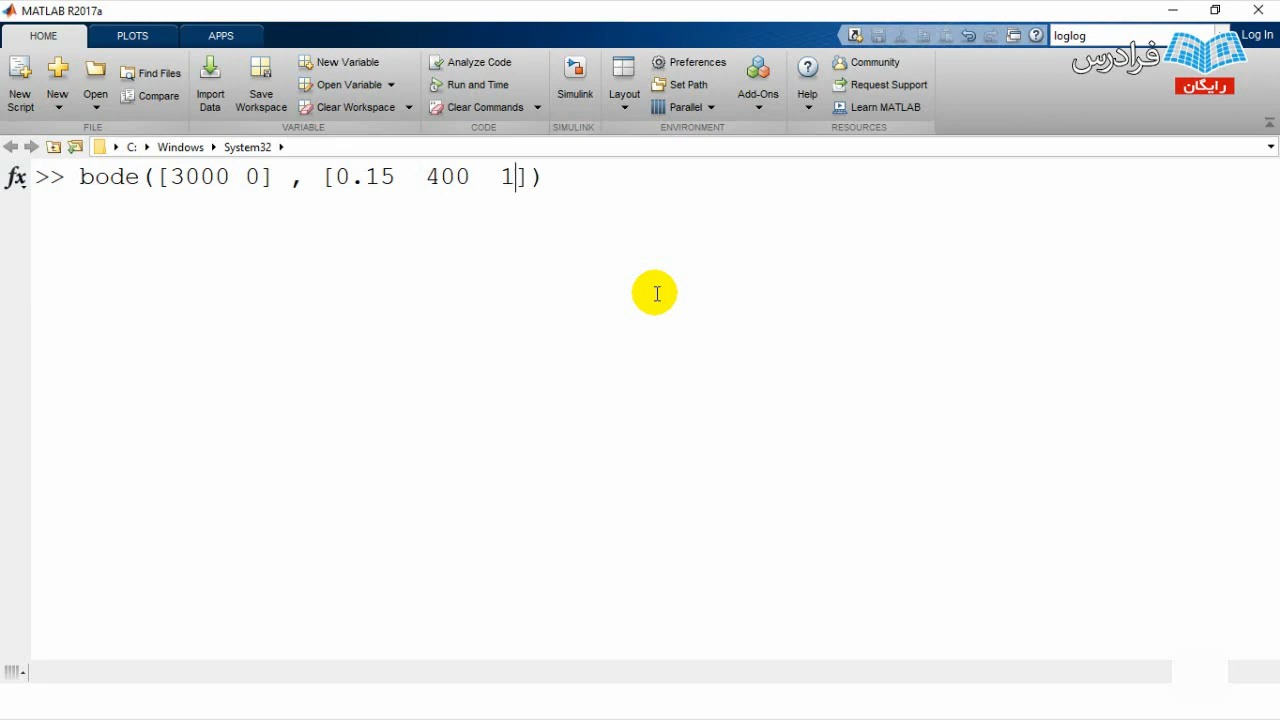 MATLAB R2017a
HOME PLOTS APPS loglog Log In
فرادرس
رایگان
New Script New Open Find Files Compare Import Data Save Workspace New Variable Open Variable Clear Workspace Analyze Code Run and Time Clear Commands Simulink Layout Preferences Set Path Parallel Add-Ons Help Community Request Support Learn MATLAB
FILE VARIABLE CODE SIMULINK ENVIRONMENT RESOURCES
C: Windows System32
fx >> bode([3000 0] , [0.15 400 1])